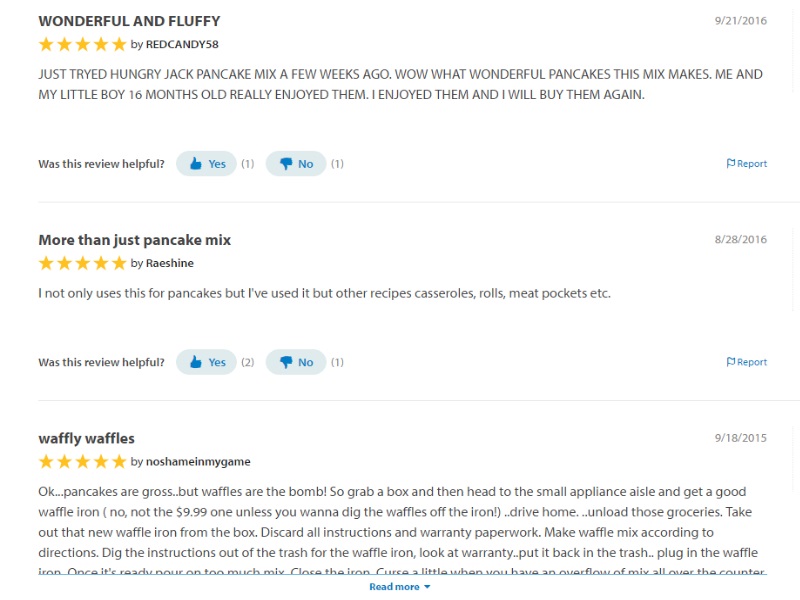 WONDERFUL AND FLUFFY 9/21/2016
by REDCANDY58
JUST TRYED HUNGRY JACK PANCAKE MIX A FEW WEEKS AGO. WOW WHAT WONDERFUL PANCAKES THIS MIX MAKES. ME AND
MY LITTLE BOY 16 MONTHS OLD REALLY ENJOYED THEM. I ENJOYED THEM AND I WILL BUY THEM AGAIN.
Was this review helpful? Yes (1) No (1) Report
More than just pancake mix 8/28/2016
by Raeshine
I not only uses this for pancakes but I've used it but other recipes casseroles, rolls, meat pockets etc.
Was this review helpful? Yes (2) No (1) Report
waffly waffles 9/18/2015
by noshameinmygame
Ok...pancakes are gross..but waffles are the bomb! So grab a box and then head to the small appliance aisle and get a good
waffle iron ( no, not the $9.99 one unless you wanna dig the waffles off the iron!) ..drive home. ..unload those groceries. Take
out that new waffle iron from the box. Discard all instructions and warranty paperwork. Make waffle mix according to
directions. Dig the instructions out of the trash for the waffle iron, look at warranty..put it back in the trash.. plug in the waffle
iron. Once it's ready pour on too much mix. Close the iron. Curse a little when you have an overflow of mix all over the counter
Read more